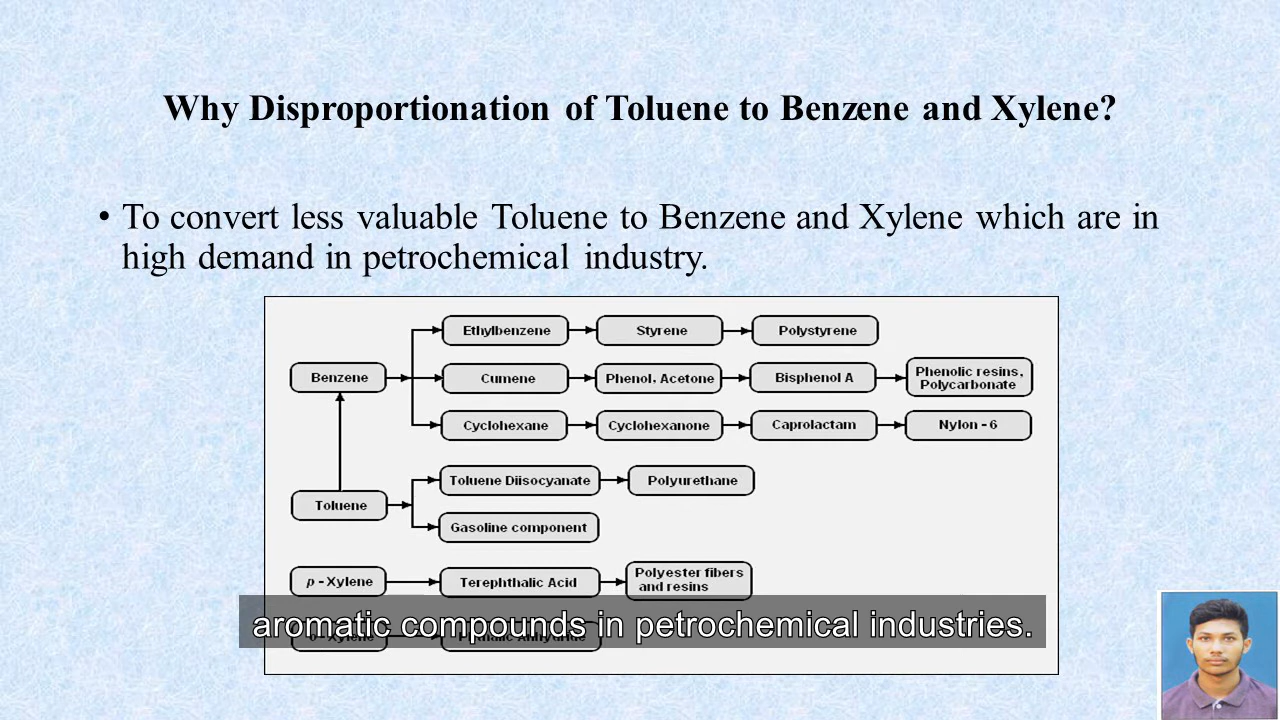 Why Disproportionation of Toluene to Benzene and Xylene?
• To convert less valuable Toluene to Benzene and Xylene which are in
high demand in petrochemical industry.
Ethylbenzene
Styrene
Polystyrene
Benzene
Cumene
Phenol, Acetone
Bisphenol A
Phenolic resins,
Polycarbonate
Cyclohexane
Cyclohexanone
Caprolactam
Nylon - 6
Toluene
Toluene Diisocyanate
Polyurethane
Gasoline component
p - Xylene
Terephthalic Acid
Polyester fibers
and resins
o - Xylene
Phthalic Anhydride
aromatic compounds in petrochemical industries.